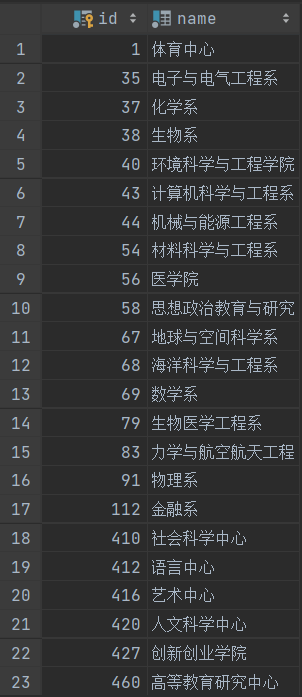 id name
1 1 体育中心
2 35 电子与电气工程系
3 37 化学系
4 38 生物系
5 40 环境科学与工程学院
6 43 计算机科学与工程系
7 44 机械与能源工程系
8 54 材料科学与工程系
9 56 医学院
10 58 思想政治教育与研究
11 67 地球与空间科学系
12 68 海洋科学与工程系
13 69 数学系
14 79 生物医学工程系
15 83 力学与航空航天工程
16 91 物理系
17 112 金融系
18 410 社会科学中心
19 412 语言中心
20 416 艺术中心
21 420 人文科学中心
22 427 创新创业学院
23 460 高等教育研究中心